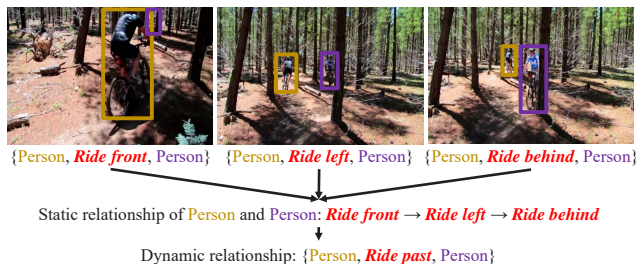 {Person, Ride front, Person} {Person, Ride left, Person} {Person, Ride behind, Person}
Static relationship of Person and Person: Ride front → Ride left → Ride behind
Dynamic relationship: {Person, Ride past, Person}